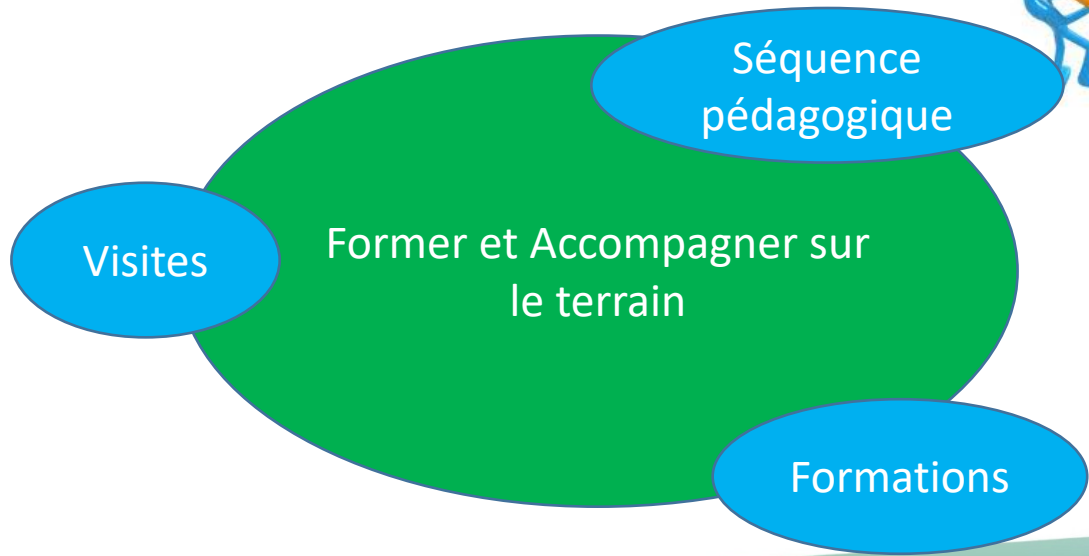 Séquence
pédagogique
Visites
Former et Accompagner sur
le terrain
Formations